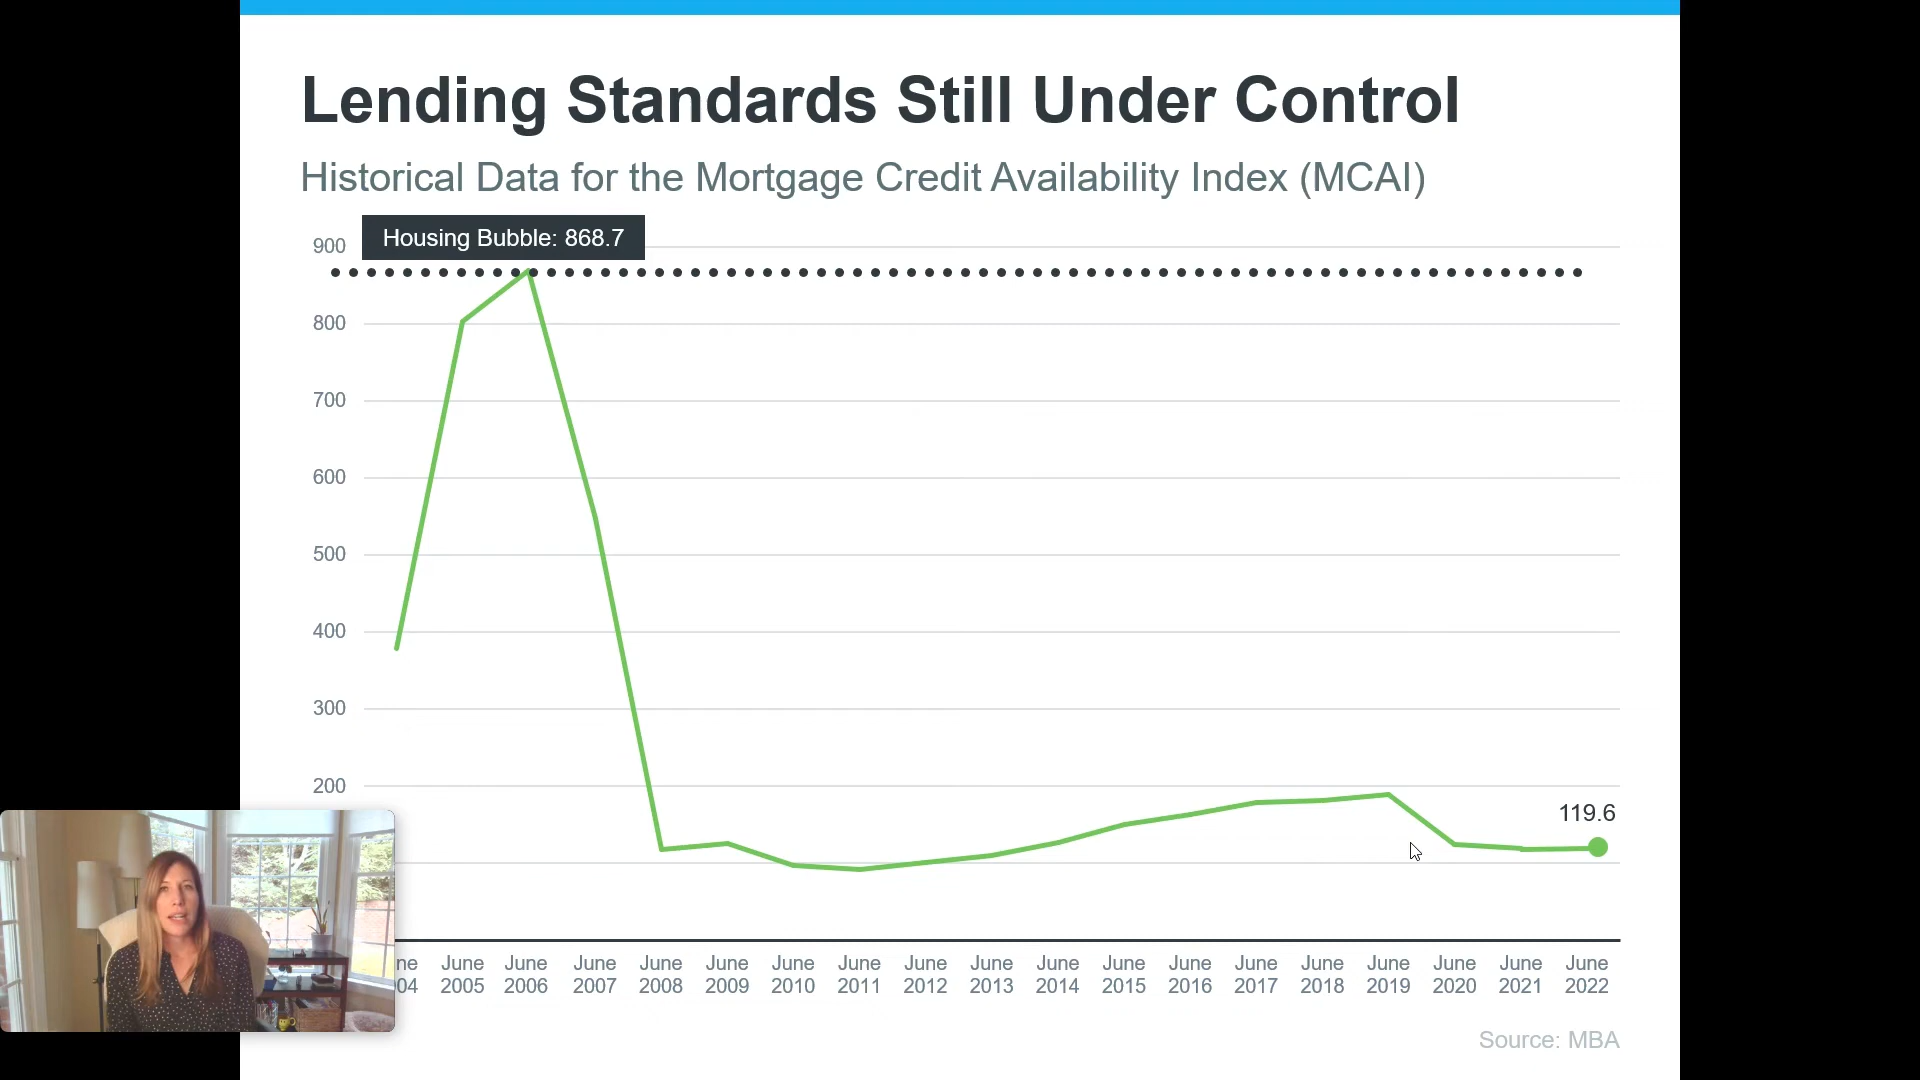 Lending Standards Still Under Control
Historical Data for the Mortgage Credit Availability Index (MCAI)
Housing Bubble: 868.7
900
800
700
600
500
400
300
200
119.6
ne June June June June June June June June June June June June June June June June June June
04 2005 2006 2007 2008 2009 2010 2011 2012 2013 2014 2015 2016 2017 2018 2019 2020 2021 2022
Source: MBA